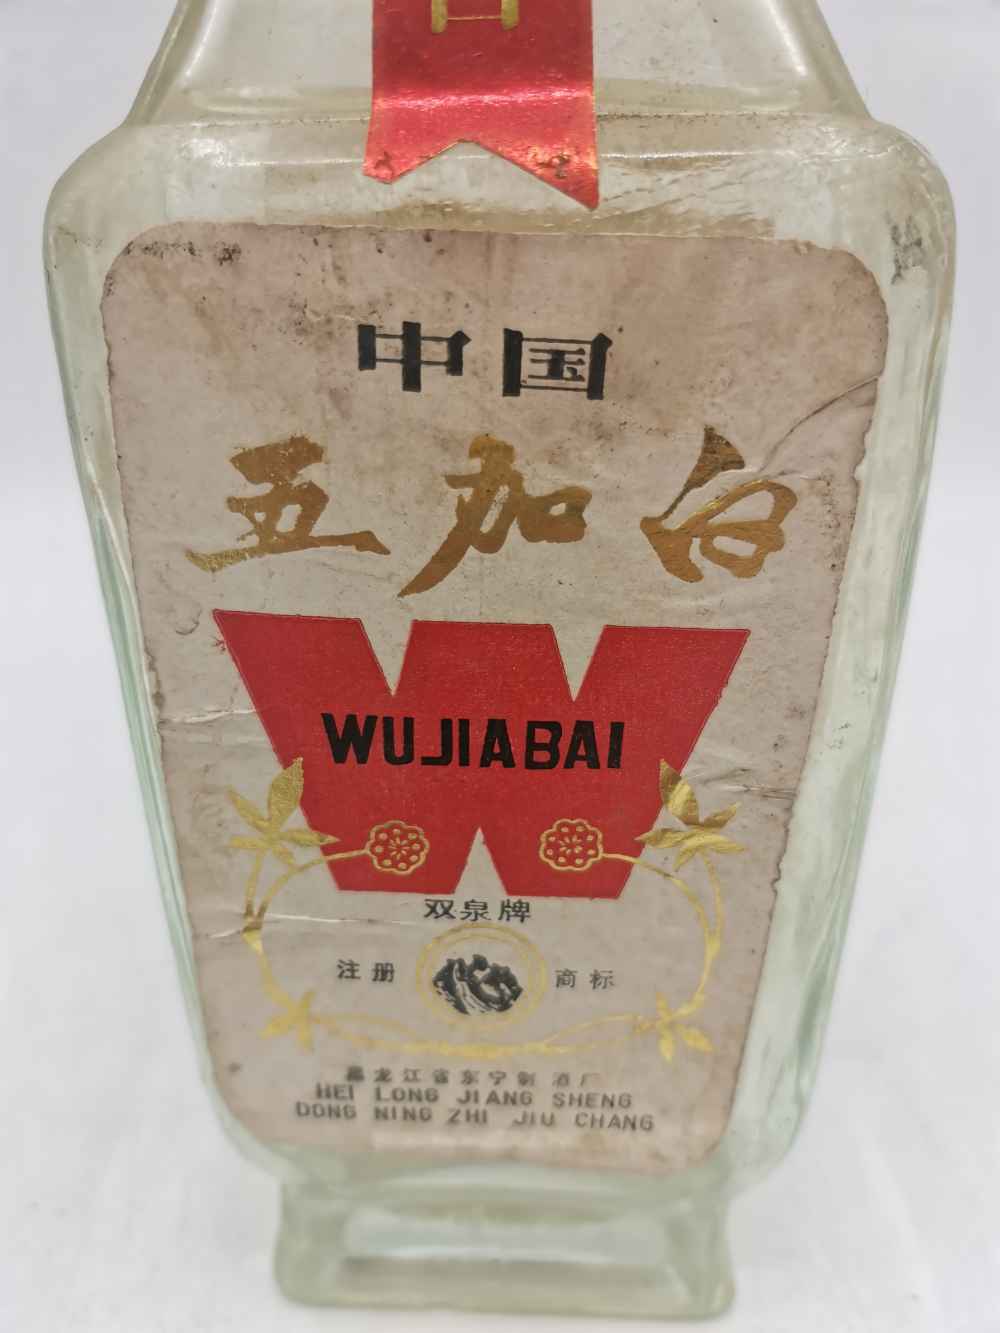 中国
五加白
WUJIABAI
双泉牌
注册 商标
黑龙江省东宁制酒厂
HEI LONG JIANG SHENG
DONG NING ZHI JIU CHANG